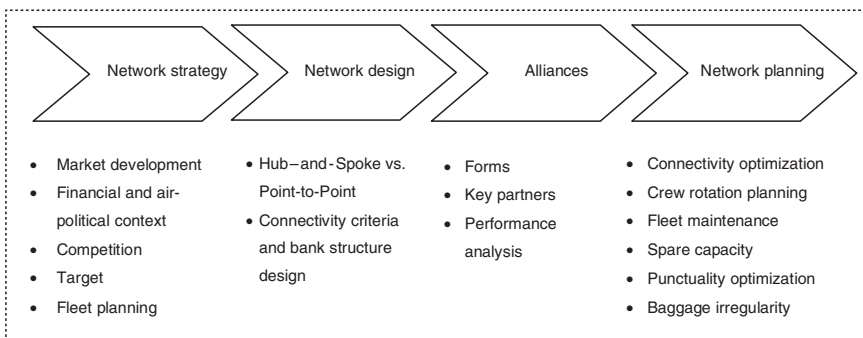 Network strategy
Network design
Alliances
Network planning
• Market development
• Financial and air-
political context
• Competition
• Target
• Fleet planning
• Hub–and-Spoke vs.
Point-to-Point
• Connectivity criteria
and bank structure
design
• Forms
• Key partners
• Performance
analysis
• Connectivity optimization
• Crew rotation planning
• Fleet maintenance
• Spare capacity
• Punctuality optimization
• Baggage irregularity